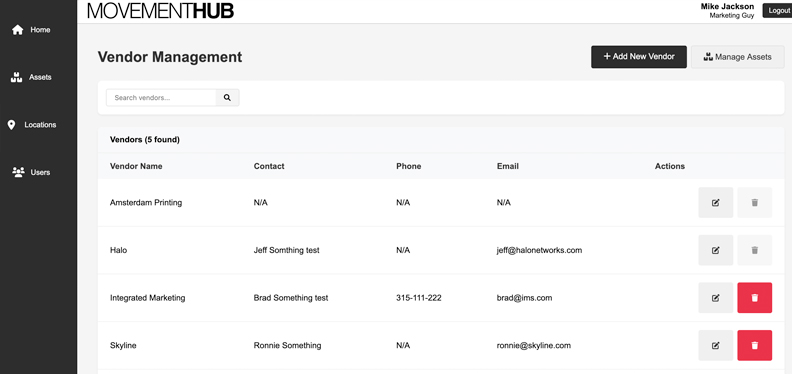 MOVEMENTHUB
Mike Jackson
Marketing Guy
Logout
Home
Assets
Locations
Users
Vendor Management
Add New Vendor
Manage Assets
Search vendors...
Vendors (5 found)
Vendor Name Contact Phone Email Actions
Amsterdam Printing N/A N/A N/A
Halo Jeff Somthing test N/A jeff@halonetworks.com
Integrated Marketing Brad Something test 315-111-222 brad@ims.com
Skyline Ronnie Something N/A ronnie@skyline.com